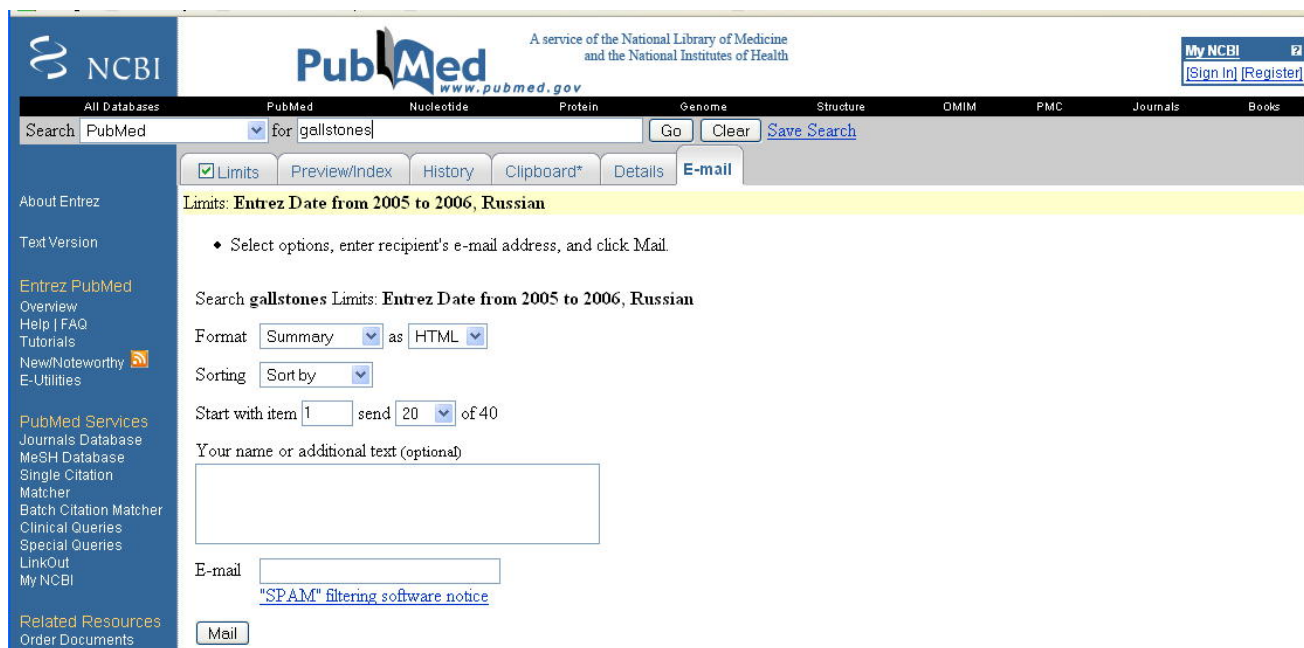 NCBI
PubMed
www.pubmed.gov
A service of the National Library of Medicine
and the National Institutes of Health
My NCBI
[Sign In] [Register]
All Databases PubMed Nucleotide Protein Genome Structure OMIM PMC Journals Books
Search PubMed for gallstones Go Clear Save Search
Limits Preview/Index History Clipboard* Details E-mail
Limits: Entrez Date from 2005 to 2006, Russian
• Select options, enter recipient's e-mail address, and click Mail.
Search gallstones Limits: Entrez Date from 2005 to 2006, Russian
Format Summary as HTML
Sorting Sort by
Start with item 1 send 20 of 40
Your name or additional text (optional)
E-mail
"SPAM" filtering software notice
Mail
About Entrez
Text Version
Entrez PubMed
Overview
Help | FAQ
Tutorials
New/Noteworthy
E-Utilities
PubMed Services
Journals Database
MeSH Database
Single Citation
Matcher
Batch Citation Matcher
Clinical Queries
Special Queries
LinkOut
My NCBI
Related Resources
Order Documents